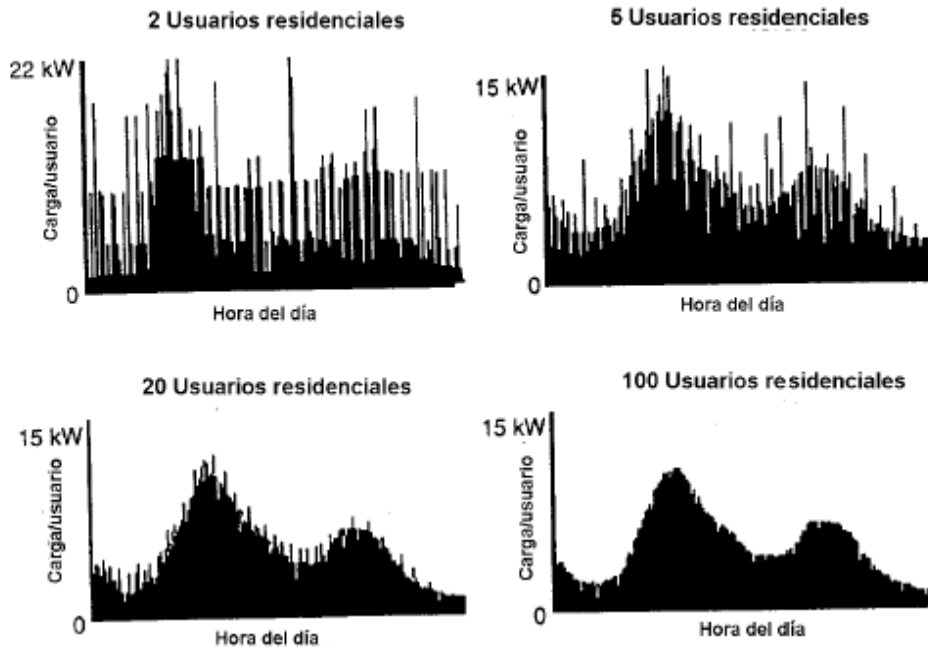 2 Usuarios residenciales
22 kW
Carga/usuario
0
Hora del día
5 Usuarios residenciales
15 kW
Carga/usuario
0
Hora del día
20 Usuarios residenciales
15 kW
Carga/usuario
0
Hora del día
100 Usuarios residenciales
15 kW
Carga/usuario
0
Hora del día